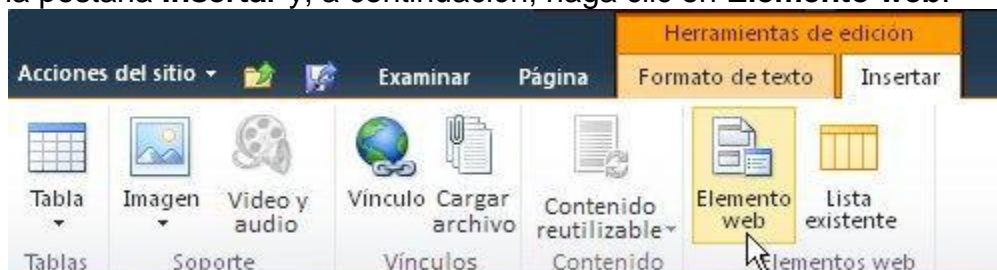 la pestaña Insertar y, a continuación, haga clic en Elemento web.
Herramientas de edición
Acciones del sitio Examinar Página Formato de texto Insertar
Tabla Imagen Video y audio Vínculo Cargar archivo Contenido reutilizable Elemento web Lista existente
Tablas Soporte Vínculos Contenido Elementos web